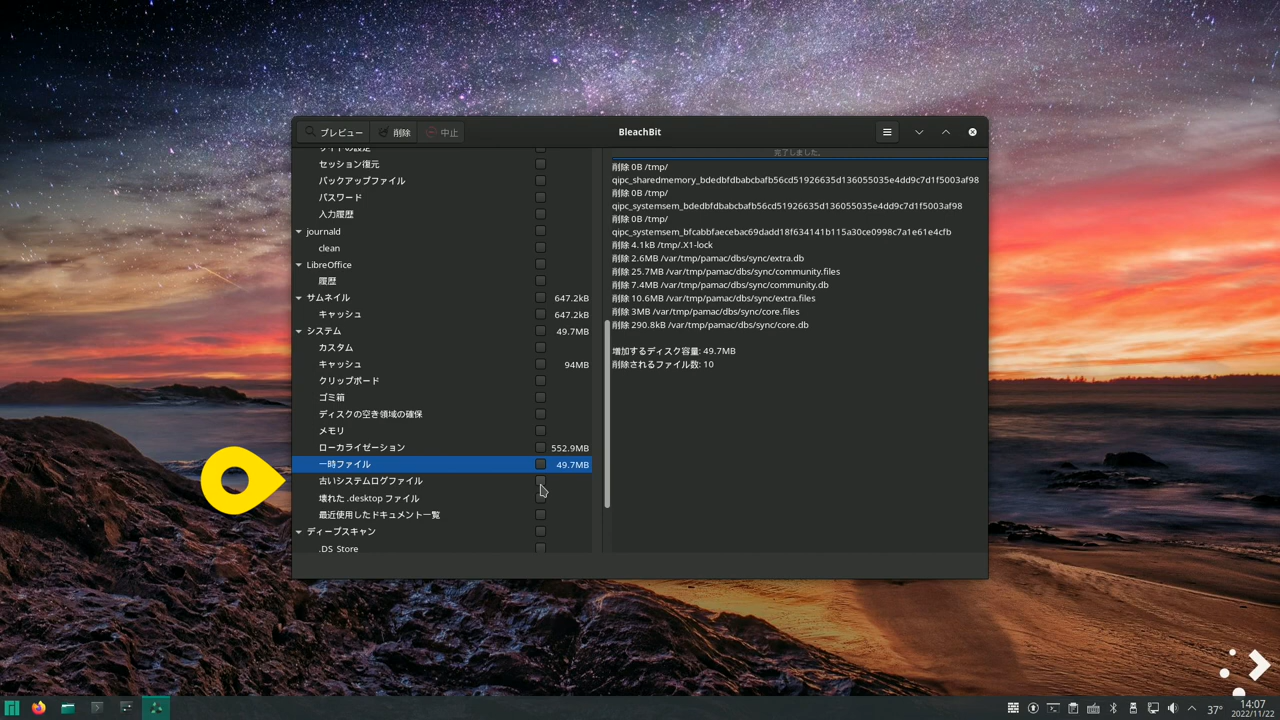 BleachBit
プレビュー
削除
中止
完了しました。
サイトの設定
セッション復元
バックアップファイル
パスワード
入力履歴
journald
clean
LibreOffice
履歴
サムネイル 647.2kB
キャッシュ 647.2kB
システム 49.7MB
カスタム
キャッシュ 94MB
クリップボード
ゴミ箱
ディスクの空き領域の確保
メモリ
ローカライゼーション 552.9MB
一時ファイル 49.7MB
古いシステムログファイル
壊れた .desktop ファイル
最近使用したドキュメント一覧
ディープスキャン
.DS_Store
削除 0B /tmp/
qipc_sharedmemory_bdedbfdbabcbafb56cd51926635d136055035e4dd9c7d1f5003af98
削除 0B /tmp/
qipc_systemsem_bdedbfdbabcbafb56cd51926635d136055035e4dd9c7d1f5003af98
削除 0B /tmp/
qipc_systemsem_bfcabbfaecebac69dadd18f634141b115a30ce0998c7a1e61e4cfb
削除 4.1kB /tmp/.X1-lock
削除 2.6MB /var/tmp/pamac/dbs/sync/extra.db
削除 25.7MB /var/tmp/pamac/dbs/sync/community.files
削除 7.4MB /var/tmp/pamac/dbs/sync/community.db
削除 10.6MB /var/tmp/pamac/dbs/sync/extra.files
削除 3MB /var/tmp/pamac/dbs/sync/core.files
削除 290.8kB /var/tmp/pamac/dbs/sync/core.db
増加するディスク容量: 49.7MB
削除されるファイル数: 10
37°
14:07
2022/11/22